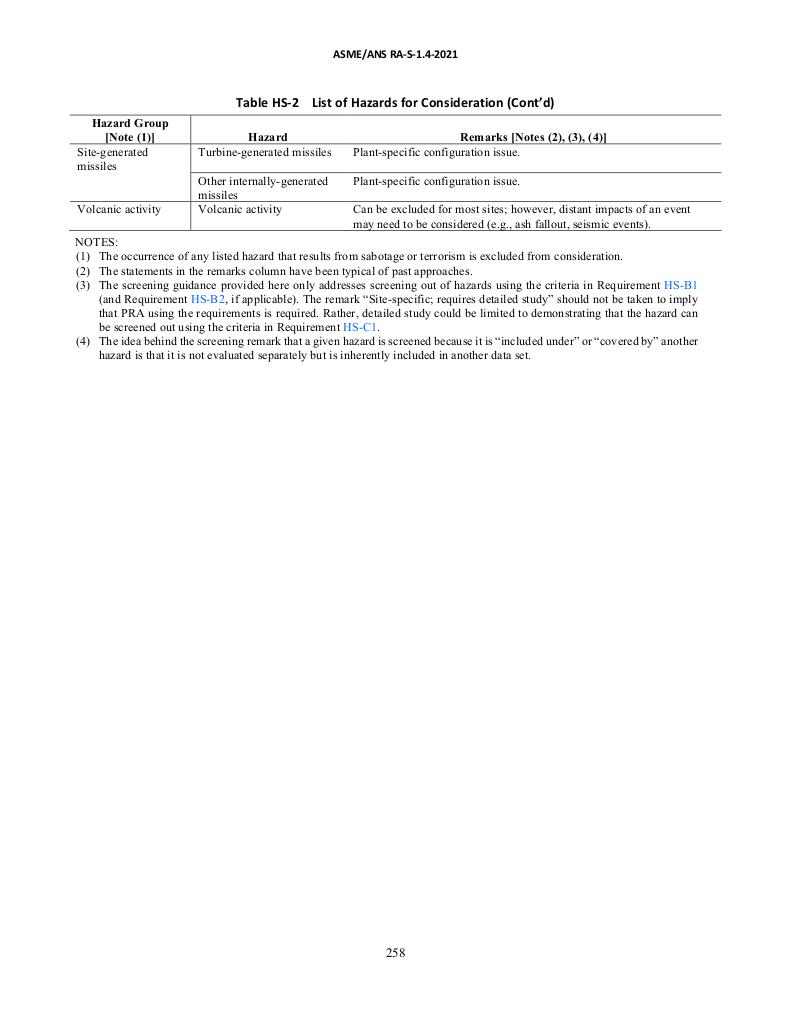 ASME/ANS RA-S-1.4-2021
Table HS-2 List of Hazards for Consideration (Cont’d)
Hazard Group
[Note (1)]
Hazard
Remarks [Notes (2), (3), (4)]
Site-generated
missiles
Turbine-generated missiles
Plant-specific configuration issue.
Other internally-generated
missiles
Plant-specific configuration issue.
Volcanic activity
Volcanic activity
Can be excluded for most sites; however, distant impacts of an event
may need to be considered (e.g., ash fallout, seismic events).
NOTES:
(1) The occurrence of any listed hazard that results from sabotage or terrorism is excluded from consideration.
(2) The statements in the remarks column have been typical of past approaches.
(3) The screening guidance provided here only addresses screening out of hazards using the criteria in Requirement HS-B1
(and Requirement HS-B2, if applicable). The remark “Site-specific; requires detailed study” should not be taken to imply
that PRA using the requirements is required. Rather, detailed study could be limited to demonstrating that the hazard can
be screened out using the criteria in Requirement HS-C1.
(4) The idea behind the screening remark that a given hazard is screened because it is “included under” or “covered by” another
hazard is that it is not evaluated separately but is inherently included in another data set.
258